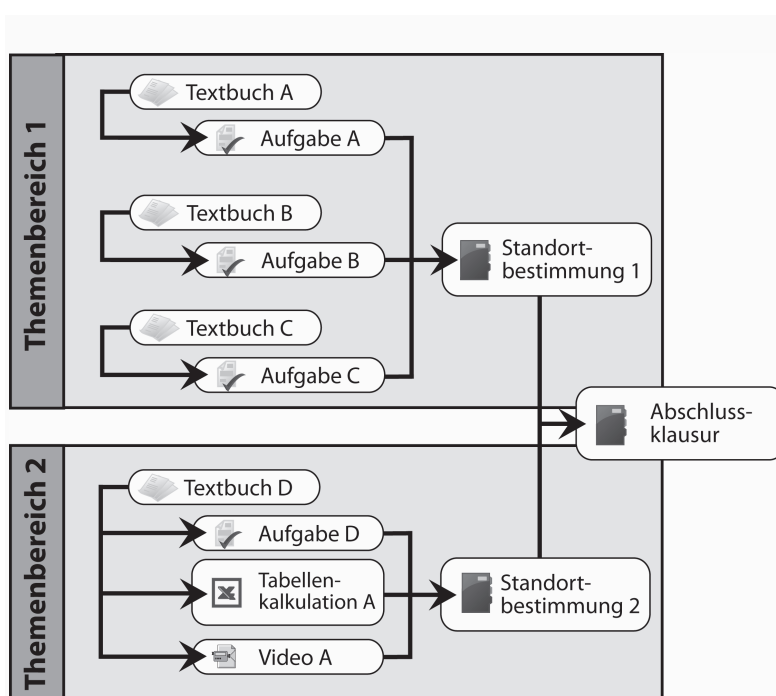 Themenbereich 1
Textbuch A
Aufgabe A
Textbuch B
Aufgabe B
Textbuch C
Aufgabe C
Standort-
bestimmung 1
Abschluss-
klausur
Themenbereich 2
Textbuch D
Aufgabe D
Tabellen-
kalkulation A
Video A
Standort-
bestimmung 2